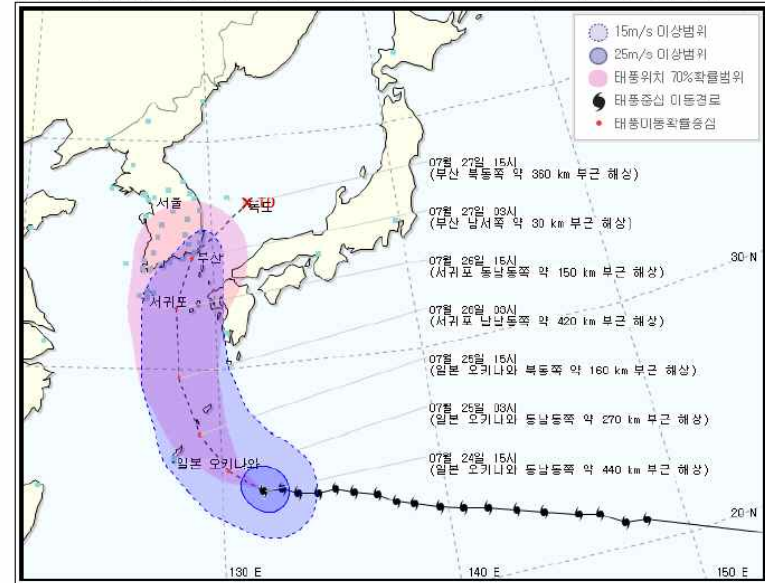 15m/s 이상범위
25m/s 이상범위
태풍위치 70%확률범위
태풍중심 이동경로
태풍이동확률중심
07월 27일 15시
(부산 북동쪽 약 360 km 부근 해상)
서울
TD
독도
07월 27일 03시
(부산 남서쪽 약 30 km 부근 해상)
30 N
부산
07월 26일 15시
(서귀포 동남동쪽 약 150 km 부근 해상)
서귀포
07월 26일 03시
(서귀포 남남동쪽 약 420 km 부근 해상)
07월 25일 15시
(일본 오키나와 북동쪽 약 160 km 부근 해상)
07월 25일 03시
(일본 오키나와 동남동쪽 약 270 km 부근 해상)
일본 오키나와
07월 24일 15시
(일본 오키나와 동남동쪽 약 440 km 부근 해상)
20 N
130 E
140 E
150 E